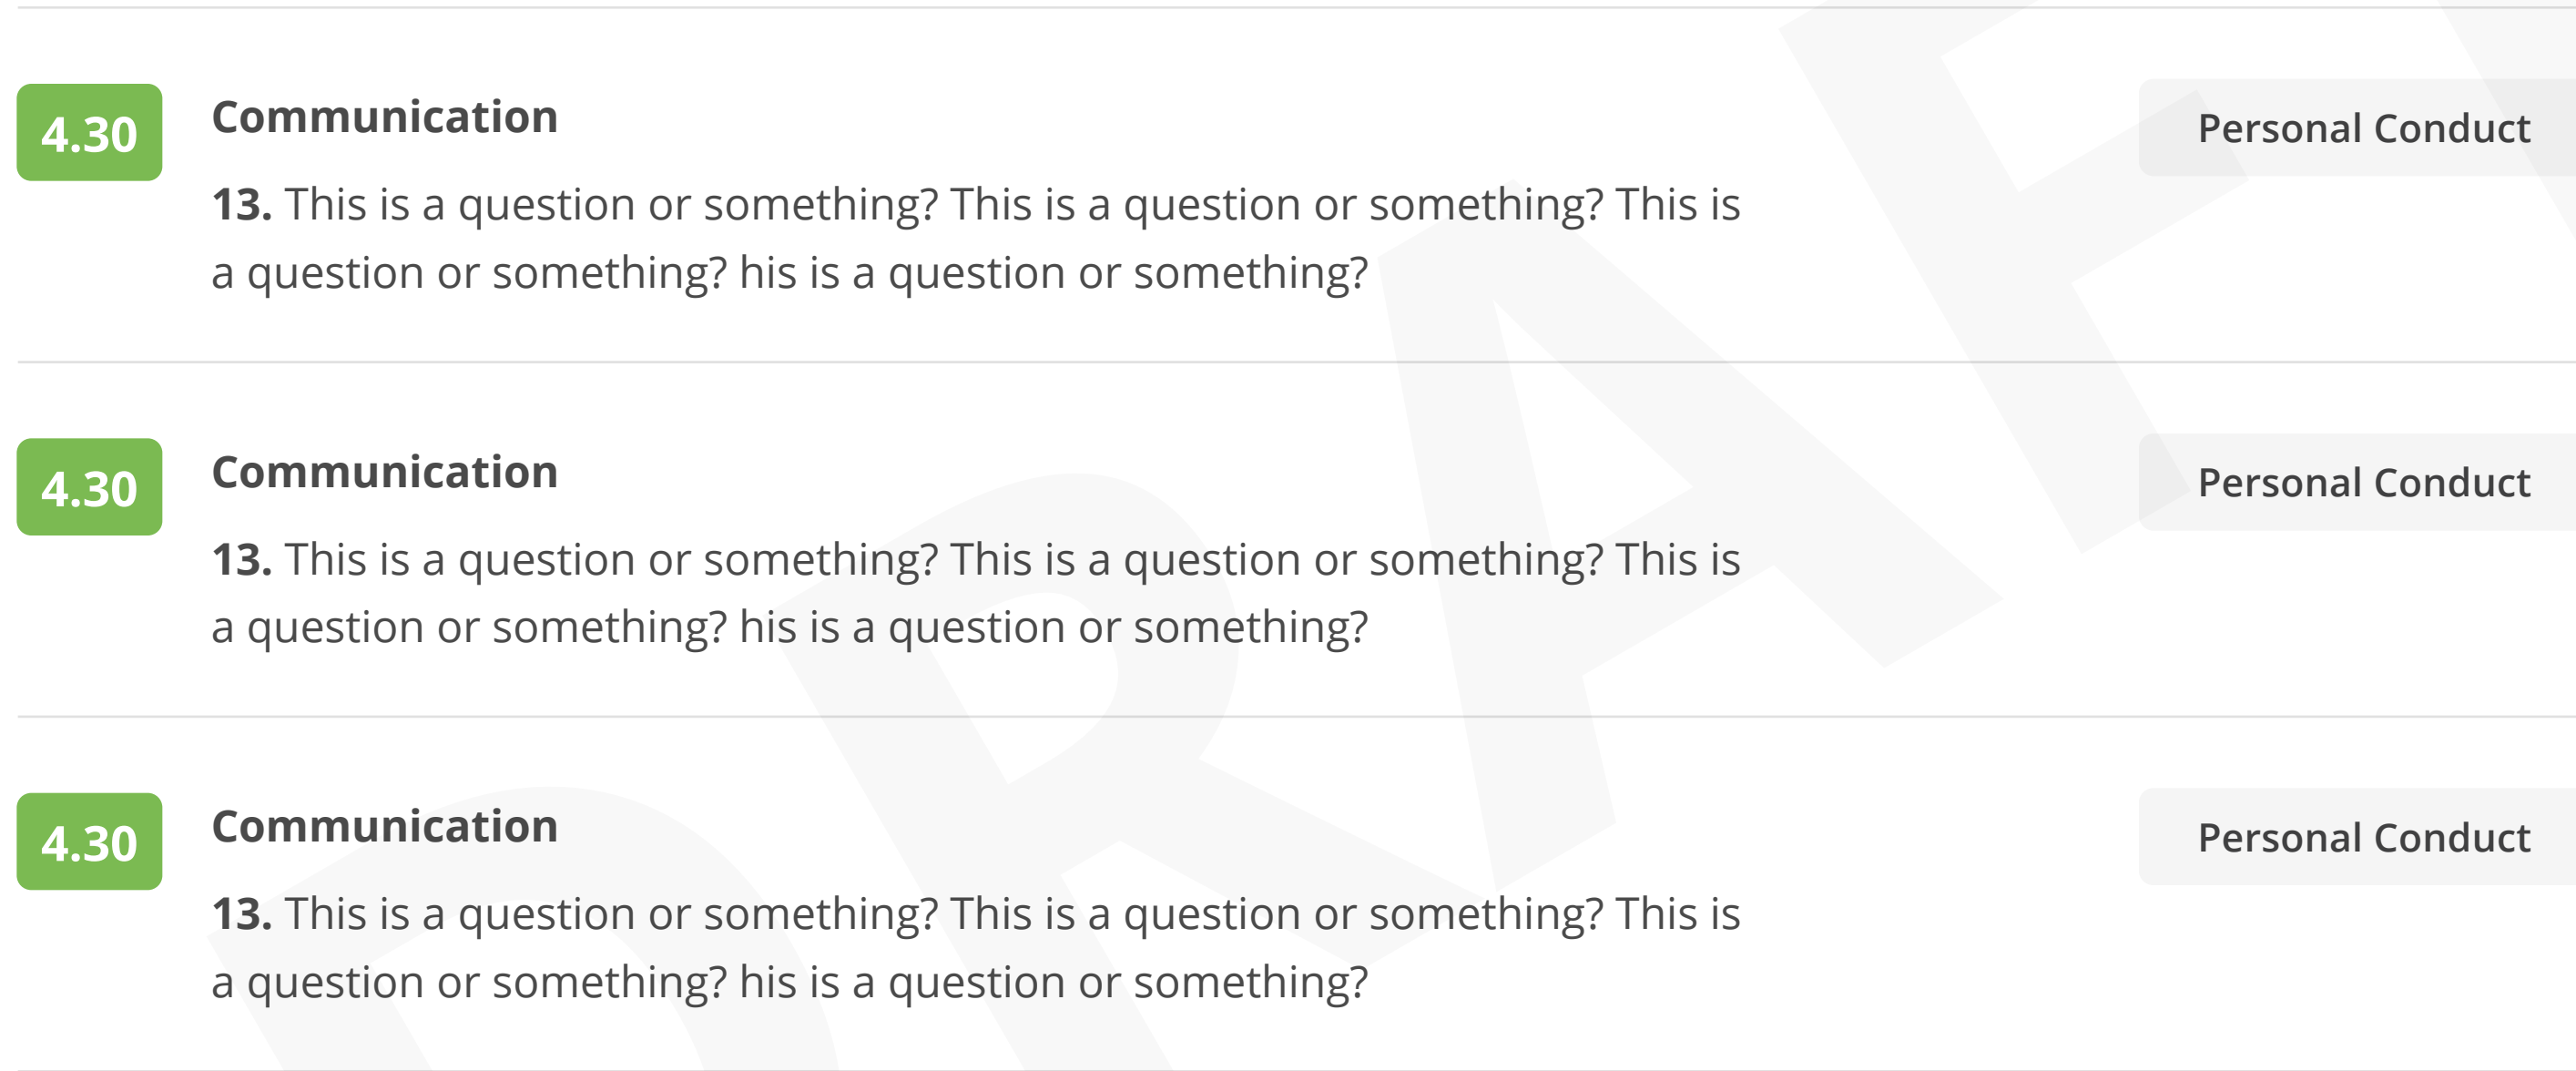 4.30 Communication Personal Conduct
13. This is a question or something? This is a question or something? This is
a question or something? his is a question or something?
4.30 Communication Personal Conduct
13. This is a question or something? This is a question or something? This is
a question or something? his is a question or something?
4.30 Communication Personal Conduct
13. This is a question or something? This is a question or something? This is
a question or something? his is a question or something?
DRAF